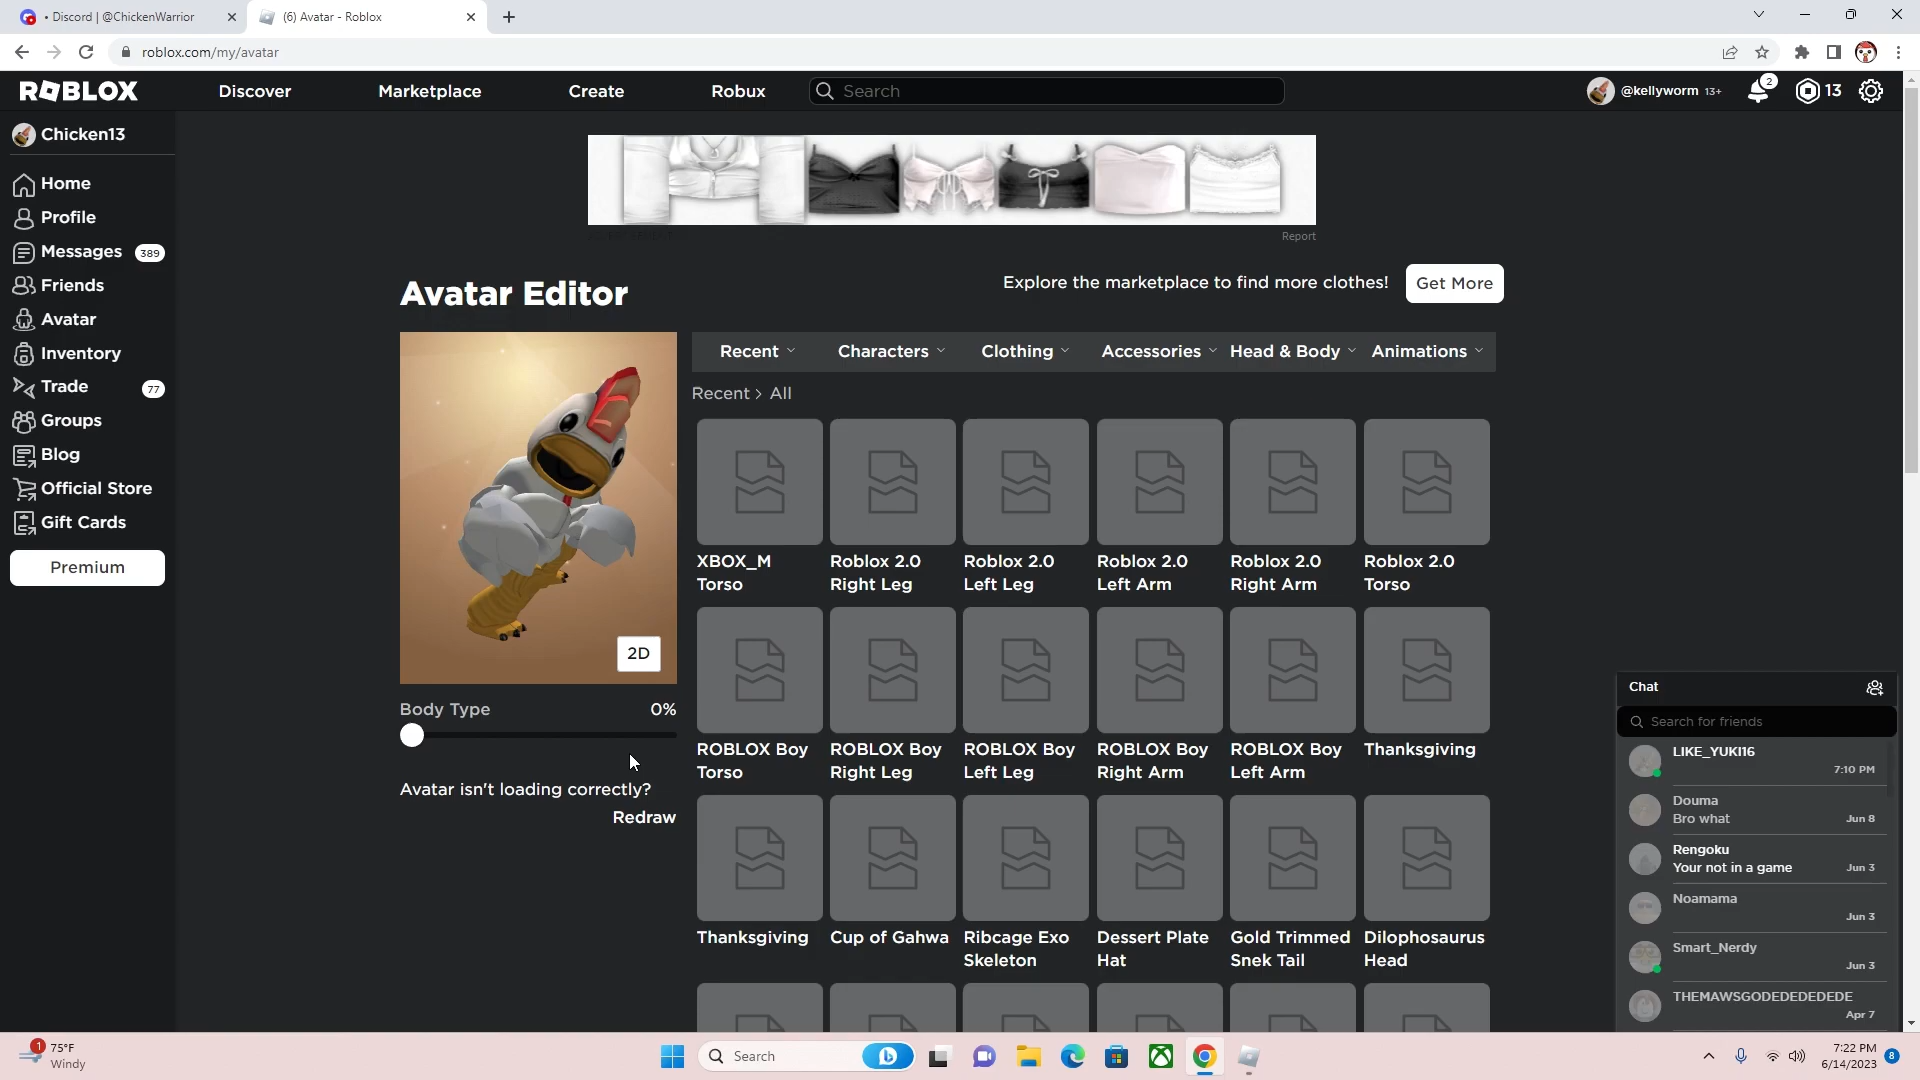 • Discord | @ChickenWarrior
(6) Avatar - Roblox
roblox.com/my/avatar
ROBLOX
Discover
Marketplace
Create
Robux
Search
@kellyworm 13+
2
13
Chicken13
Home
Profile
Messages 389
Friends
Avatar
Inventory
Trade 77
Groups
Blog
Official Store
Gift Cards
Premium
Report
Avatar Editor
Explore the marketplace to find more clothes!
Get More
Recent
Characters
Clothing
Accessories
Head & Body
Animations
Recent > All
2D
Body Type 0%
Avatar isn't loading correctly?
Redraw
XBOX_M
Torso
Roblox 2.0
Right Leg
Roblox 2.0
Left Leg
Roblox 2.0
Left Arm
Roblox 2.0
Right Arm
Roblox 2.0
Torso
ROBLOX Boy
Torso
ROBLOX Boy
Right Leg
ROBLOX Boy
Left Leg
ROBLOX Boy
Right Arm
ROBLOX Boy
Left Arm
Thanksgiving
Thanksgiving
Cup of Gahwa
Ribcage Exo
Skeleton
Dessert Plate
Hat
Gold Trimmed
Snek Tail
Dilophosaurus
Head
Chat
Search for friends
LIKE_YUKI16
7:10 PM
Douma
Bro what
Jun 8
Rengoku
Your not in a game
Jun 3
Noamama
Jun 3
Smart_Nerdy
Jun 3
THEMAWSGODEDEDEDEDE
Apr 7
1
75°F
Windy
Search
7:22 PM
6/14/2023
8